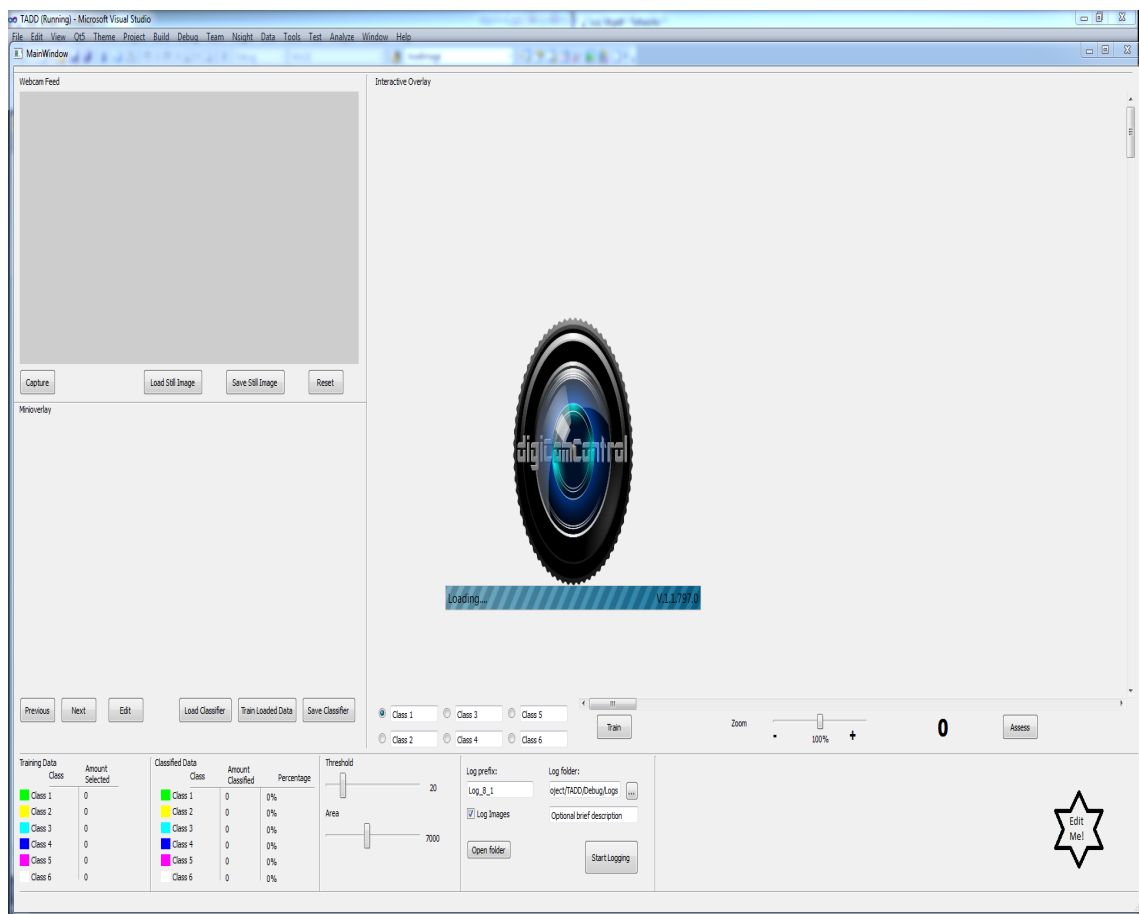 TADD (Running) - Microsoft Visual Studio
File Edit View Qt5 Theme Project Build Debug Team Nsight Data Tools Test Analyze Window Help
MainWindow
Webcam Feed
Interactive Overlay
Capture Load Still Image Save Still Image Reset
Minioverlay
digiCamControl
Loading.... V.1.1.797.0
Previous Next Edit Load Classifier Train Loaded Data Save Classifier
Class 1 Class 3 Class 5
Class 2 Class 4 Class 6
Train
Zoom
- 100% +
0
Assess
Training Data
Class Amount Selected
Class 1 0
Class 2 0
Class 3 0
Class 4 0
Class 5 0
Class 6 0
Classified Data
Class Amount Classified Percentage
Class 1 0 0%
Class 2 0 0%
Class 3 0 0%
Class 4 0 0%
Class 5 0 0%
Class 6 0 0%
Threshold
20
Area
7000
Log prefix: Log folder:
Log_8_1 oject/TADD/Debug/Logs ...
Log Images Optional brief description
Open folder Start Logging
Edit
Me!